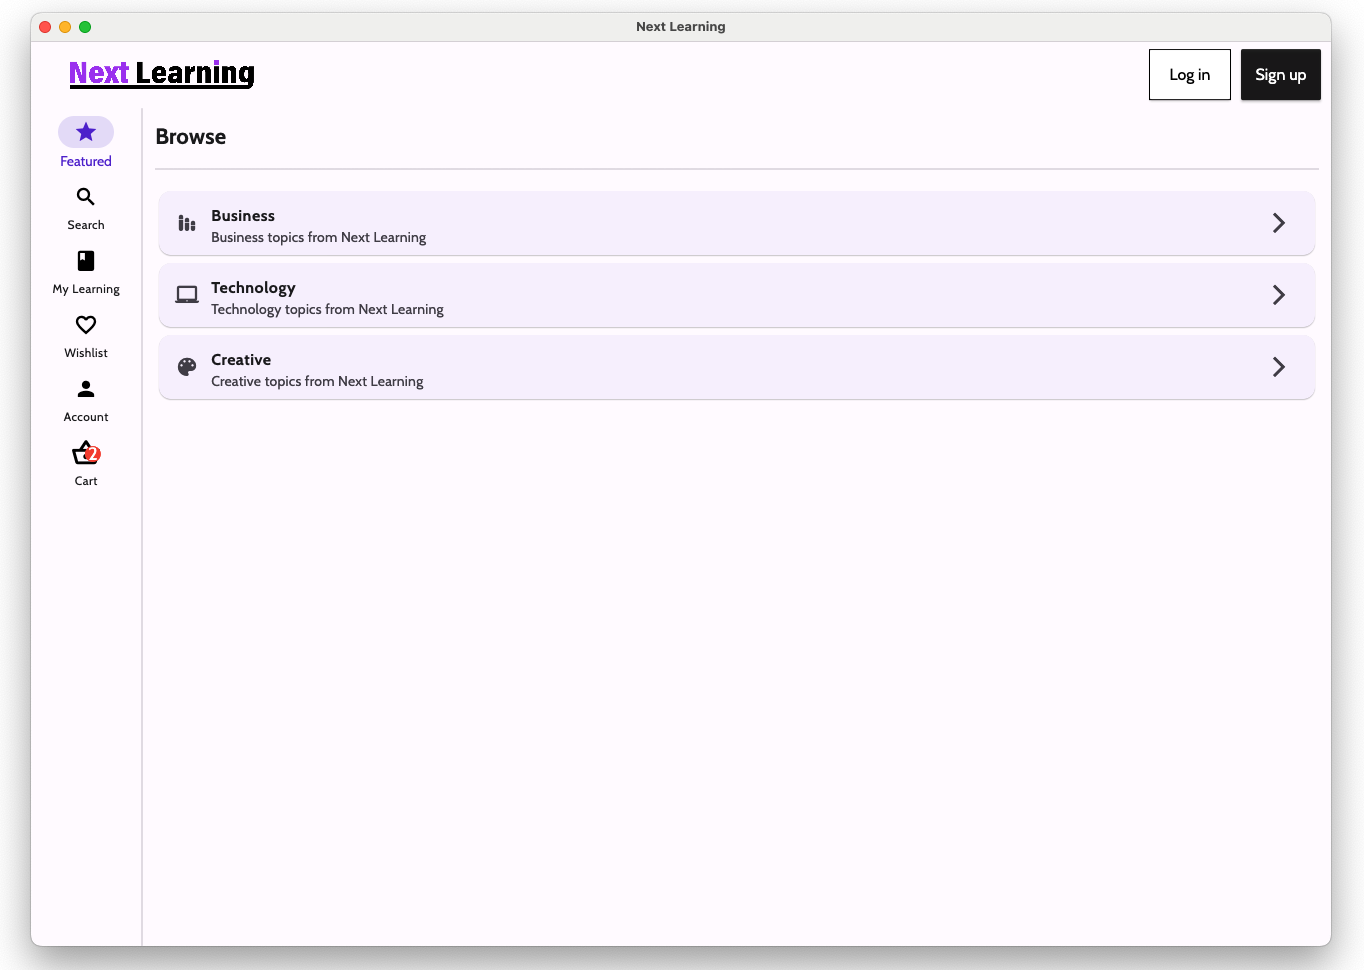 Next Learning
Next Learning
Log in
Sign up
Featured
Search
My Learning
Wishlist
Account
2
Cart
Browse
Business
Business topics from Next Learning
Technology
Technology topics from Next Learning
Creative
Creative topics from Next Learning